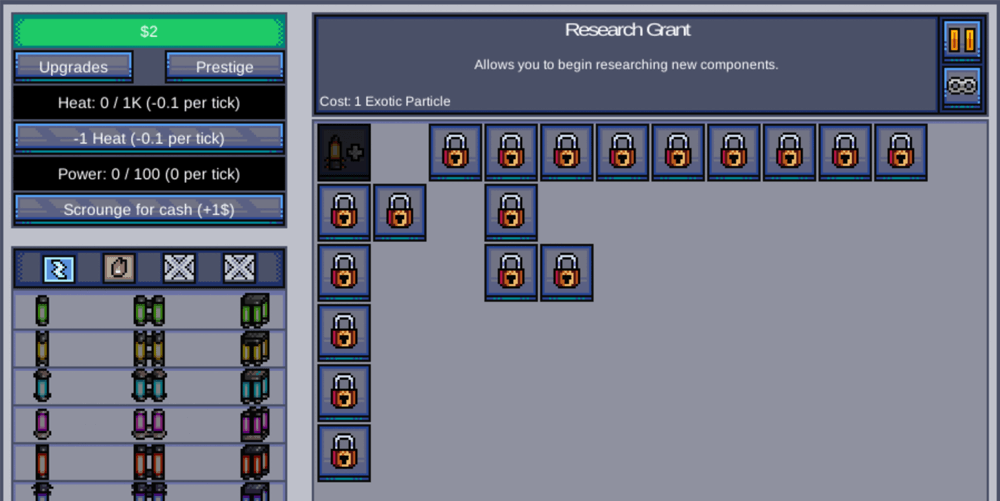 $2
Upgrades
Prestige
Heat: 0 / 1K (-0.1 per tick)
-1 Heat (-0.1 per tick)
Power: 0 / 100 (0 per tick)
Scrounge for cash (+1$)
Research Grant
Allows you to begin researching new components.
Cost: 1 Exotic Particle